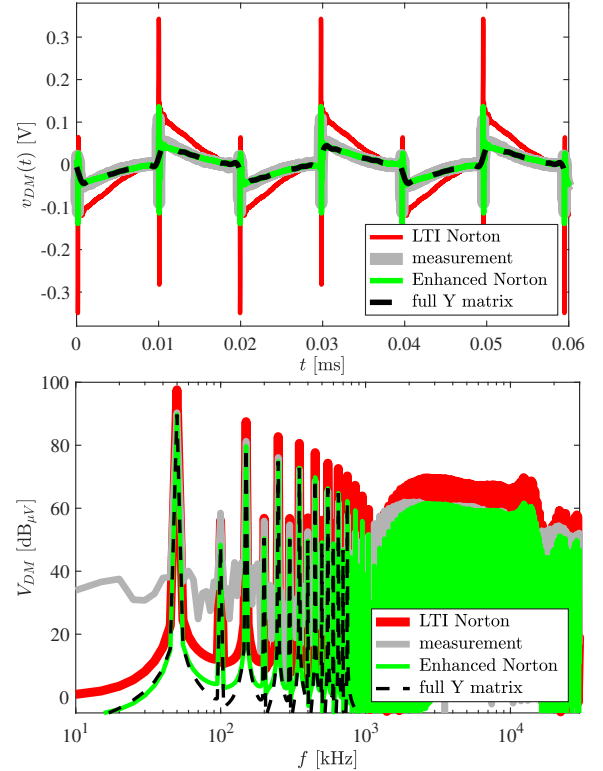 0.3
0.2
0.1
0
-0.1
-0.2
-0.3
v_DM(t) [V]
LTI Norton
measurement
Enhanced Norton
full Y matrix
0 0.01 0.02 0.03 0.04 0.05 0.06
t [ms]
100
80
60
40
20
0
V_DM [dB_μV]
LTI Norton
measurement
Enhanced Norton
full Y matrix
10^1 10^2 10^3 10^4
f [kHz]